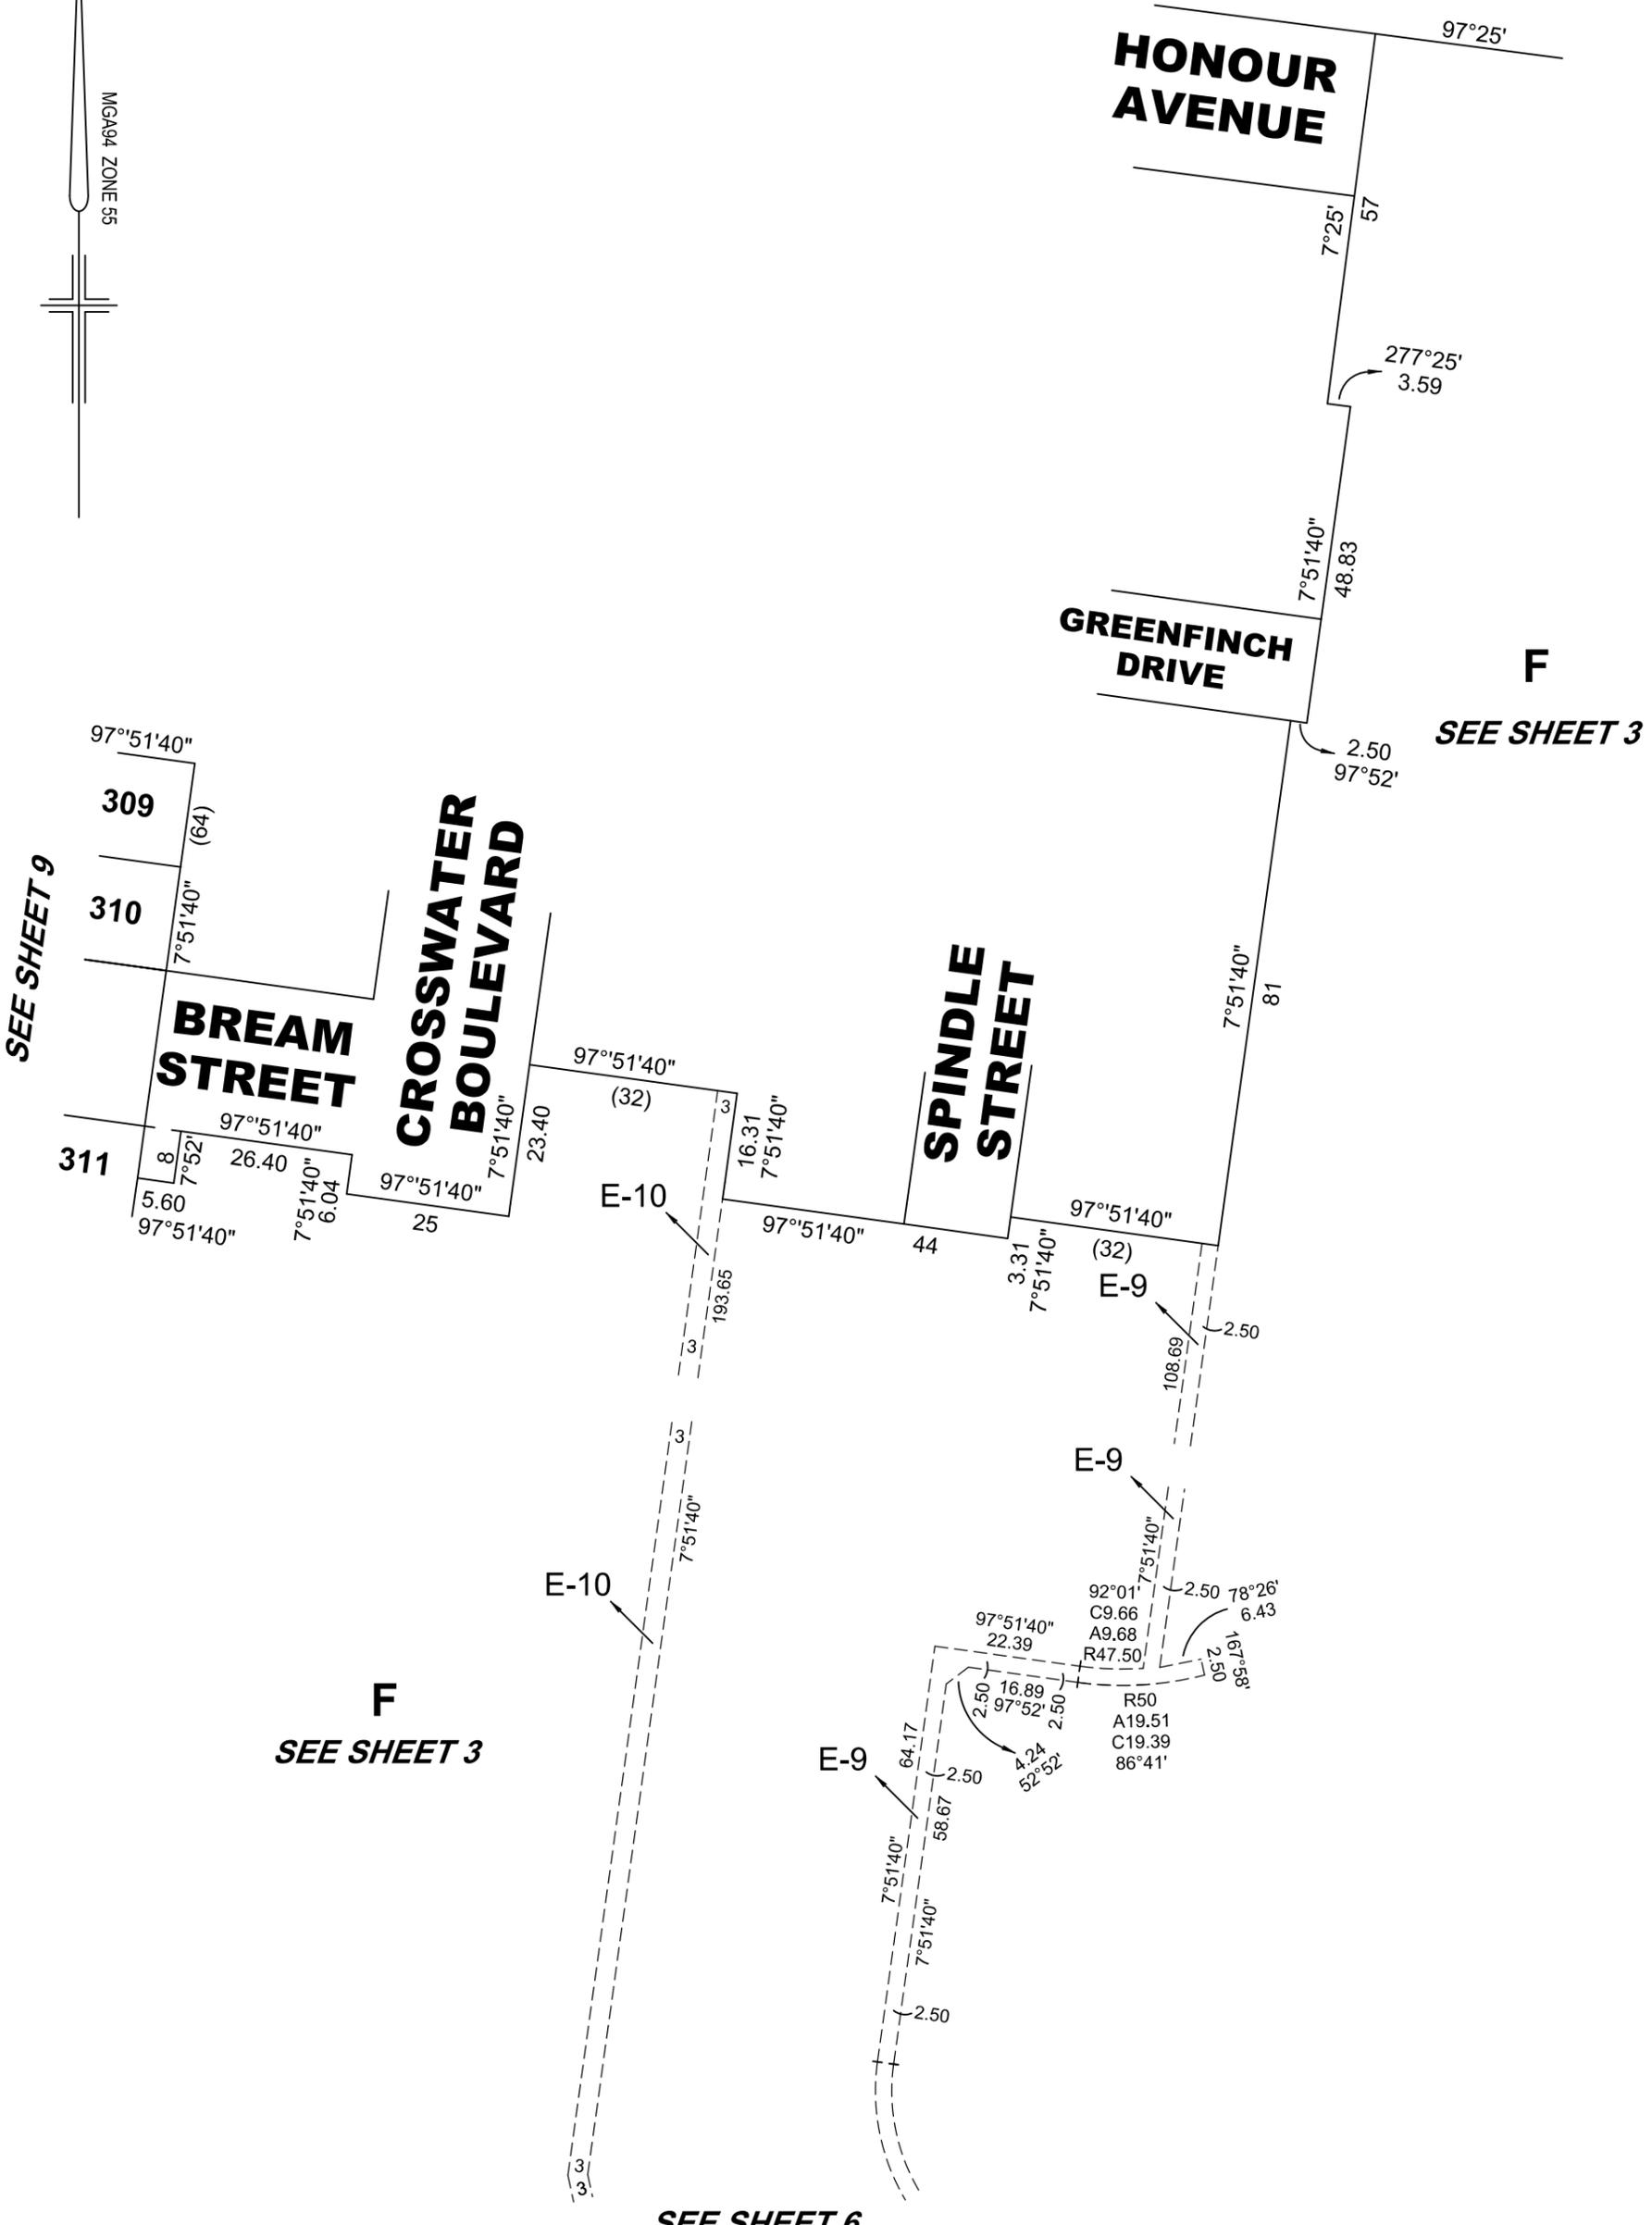 97°25'
HONOUR
AVENUE
MGA94 ZONE 55
7°25'
57
277°25'
3.59
7°51'40"
48.83
GREENFINCH
DRIVE
F
SEE SHEET 3
2.50
97°52'
97°'51'40"
309
(64)
310
7°51'40"
SEE SHEET 9
CROSSWATER
BOULEVARD
BREAM
STREET
SPINDLE
STREET
7°51'40"
81
97°'51'40"
(32)
3
16.31
7°51'40"
7°51'40"
23.40
97°'51'40"
26.40
311
8
7°52'
5.60
97°51'40"
7°51'40"
6.04
97°'51'40"
25
E-10
97°'51'40"
44
97°'51'40"
(32)
3.31
7°51'40"
E-9
193.65
3
2.50
108.69
3
E-9
7°51'40"
7°51'40"
E-10
92°01'
C9.66
A9.68
R47.50
2.50
78°26'
6.43
167°58'
2.50
97°51'40"
22.39
2.50
16.89
97°52'
2.50
R50
A19.51
C19.39
86°41'
F
SEE SHEET 3
64.17
4.24
52°52'
E-9
2.50
58.67
7°51'40"
7°51'40"
2.50
3
3
SEE SHEET 6